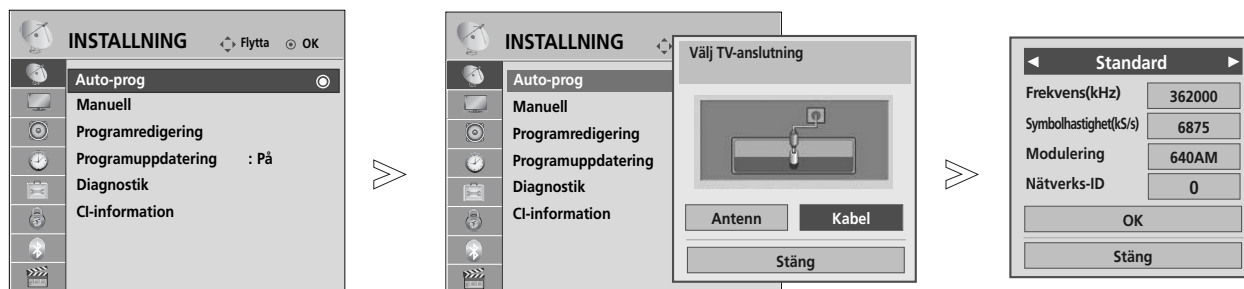 INSTALLNING Flytta OK
Auto-prog
Manuell
Programredigering
Programuppdatering : På
Diagnostik
CI-information
INSTALLNING
Auto-prog
Manuell
Programredigering
Programuppdatering
Diagnostik
CI-information
Välj TV-anslutning
Antenn Kabel
Stäng
Standard
Frekvens(kHz) 362000
Symbolhastighet(kS/s) 6875
Modulering 640AM
Nätverks-ID 0
OK
Stäng